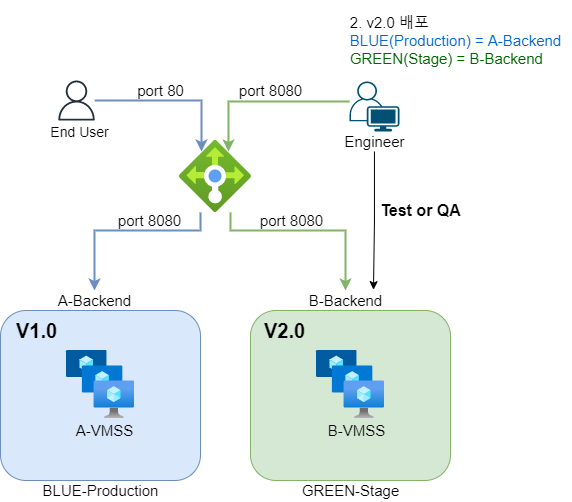 2. v2.0 배포
BLUE(Production) = A-Backend
GREEN(Stage) = B-Backend
port 80
port 8080
End User
Engineer
Test or QA
port 8080
port 8080
A-Backend
B-Backend
V1.0
V2.0
A-VMSS
B-VMSS
BLUE-Production
GREEN-Stage